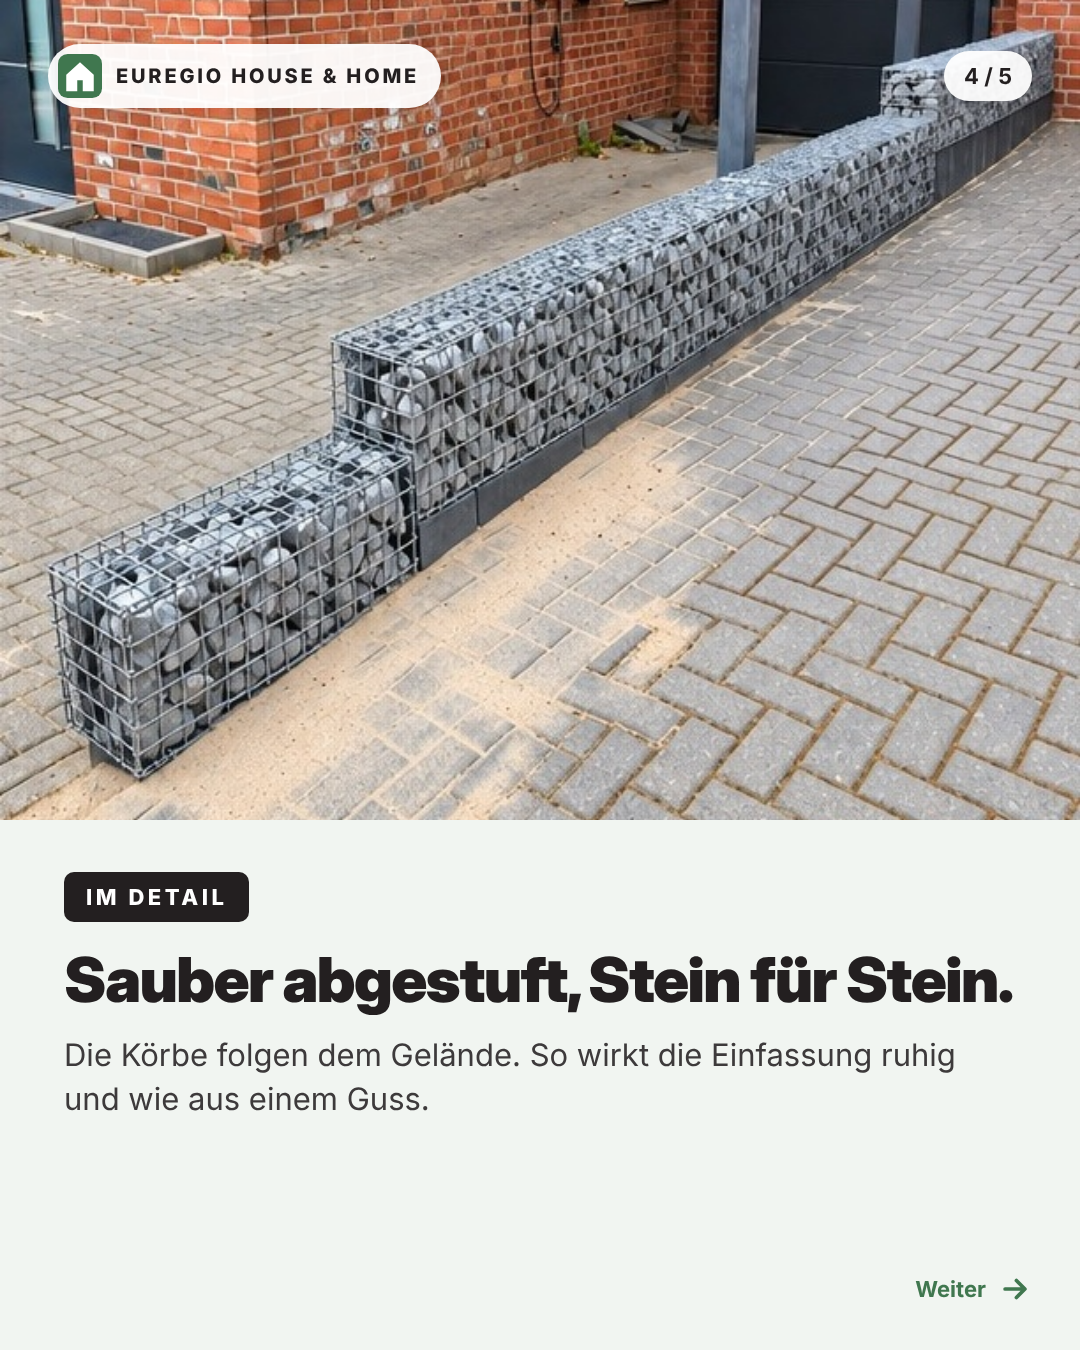 EUREGIO HOUSE & HOME
4 / 5
IM DETAIL
Sauber abgestuft, Stein für Stein.
Die Körbe folgen dem Gelände. So wirkt die Einfassung ruhig
und wie aus einem Guss.
Weiter →